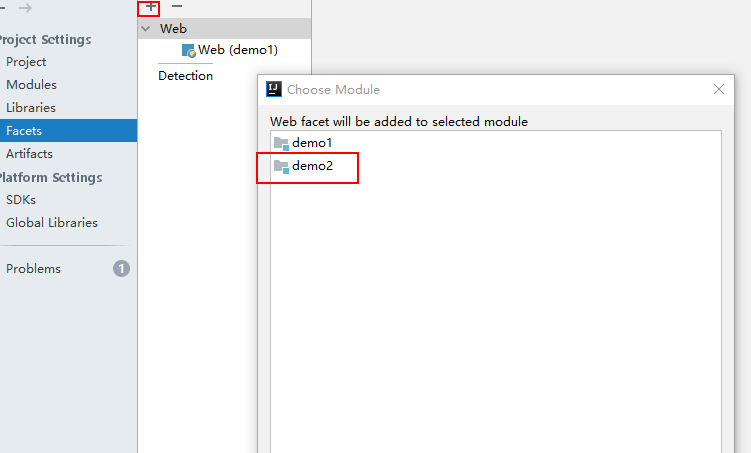 Project Settings
Project
Modules
Libraries
Facets
Artifacts
Platform Settings
SDKs
Global Libraries
Problems
1
Web
Web (demo1)
Detection
IJ
Choose Module
Web facet will be added to selected module
demo1
demo2